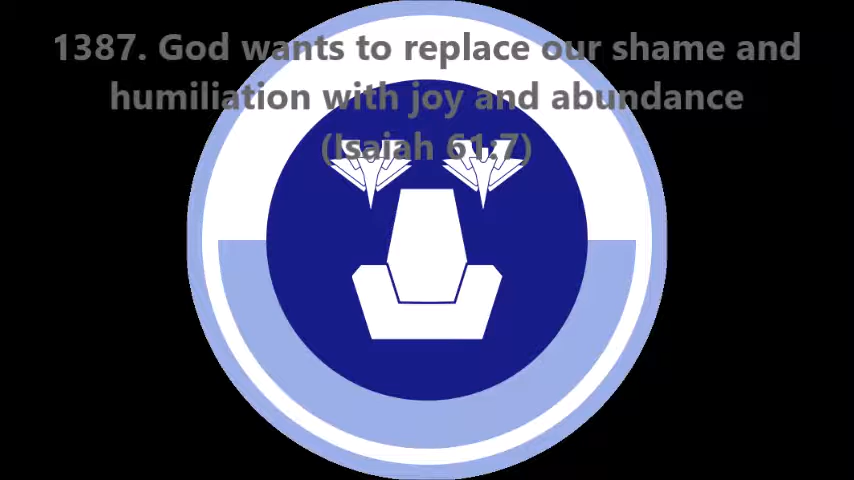 1387. God wants to replace our shame and
humiliation with joy and abundance
(Isaiah 61:7)